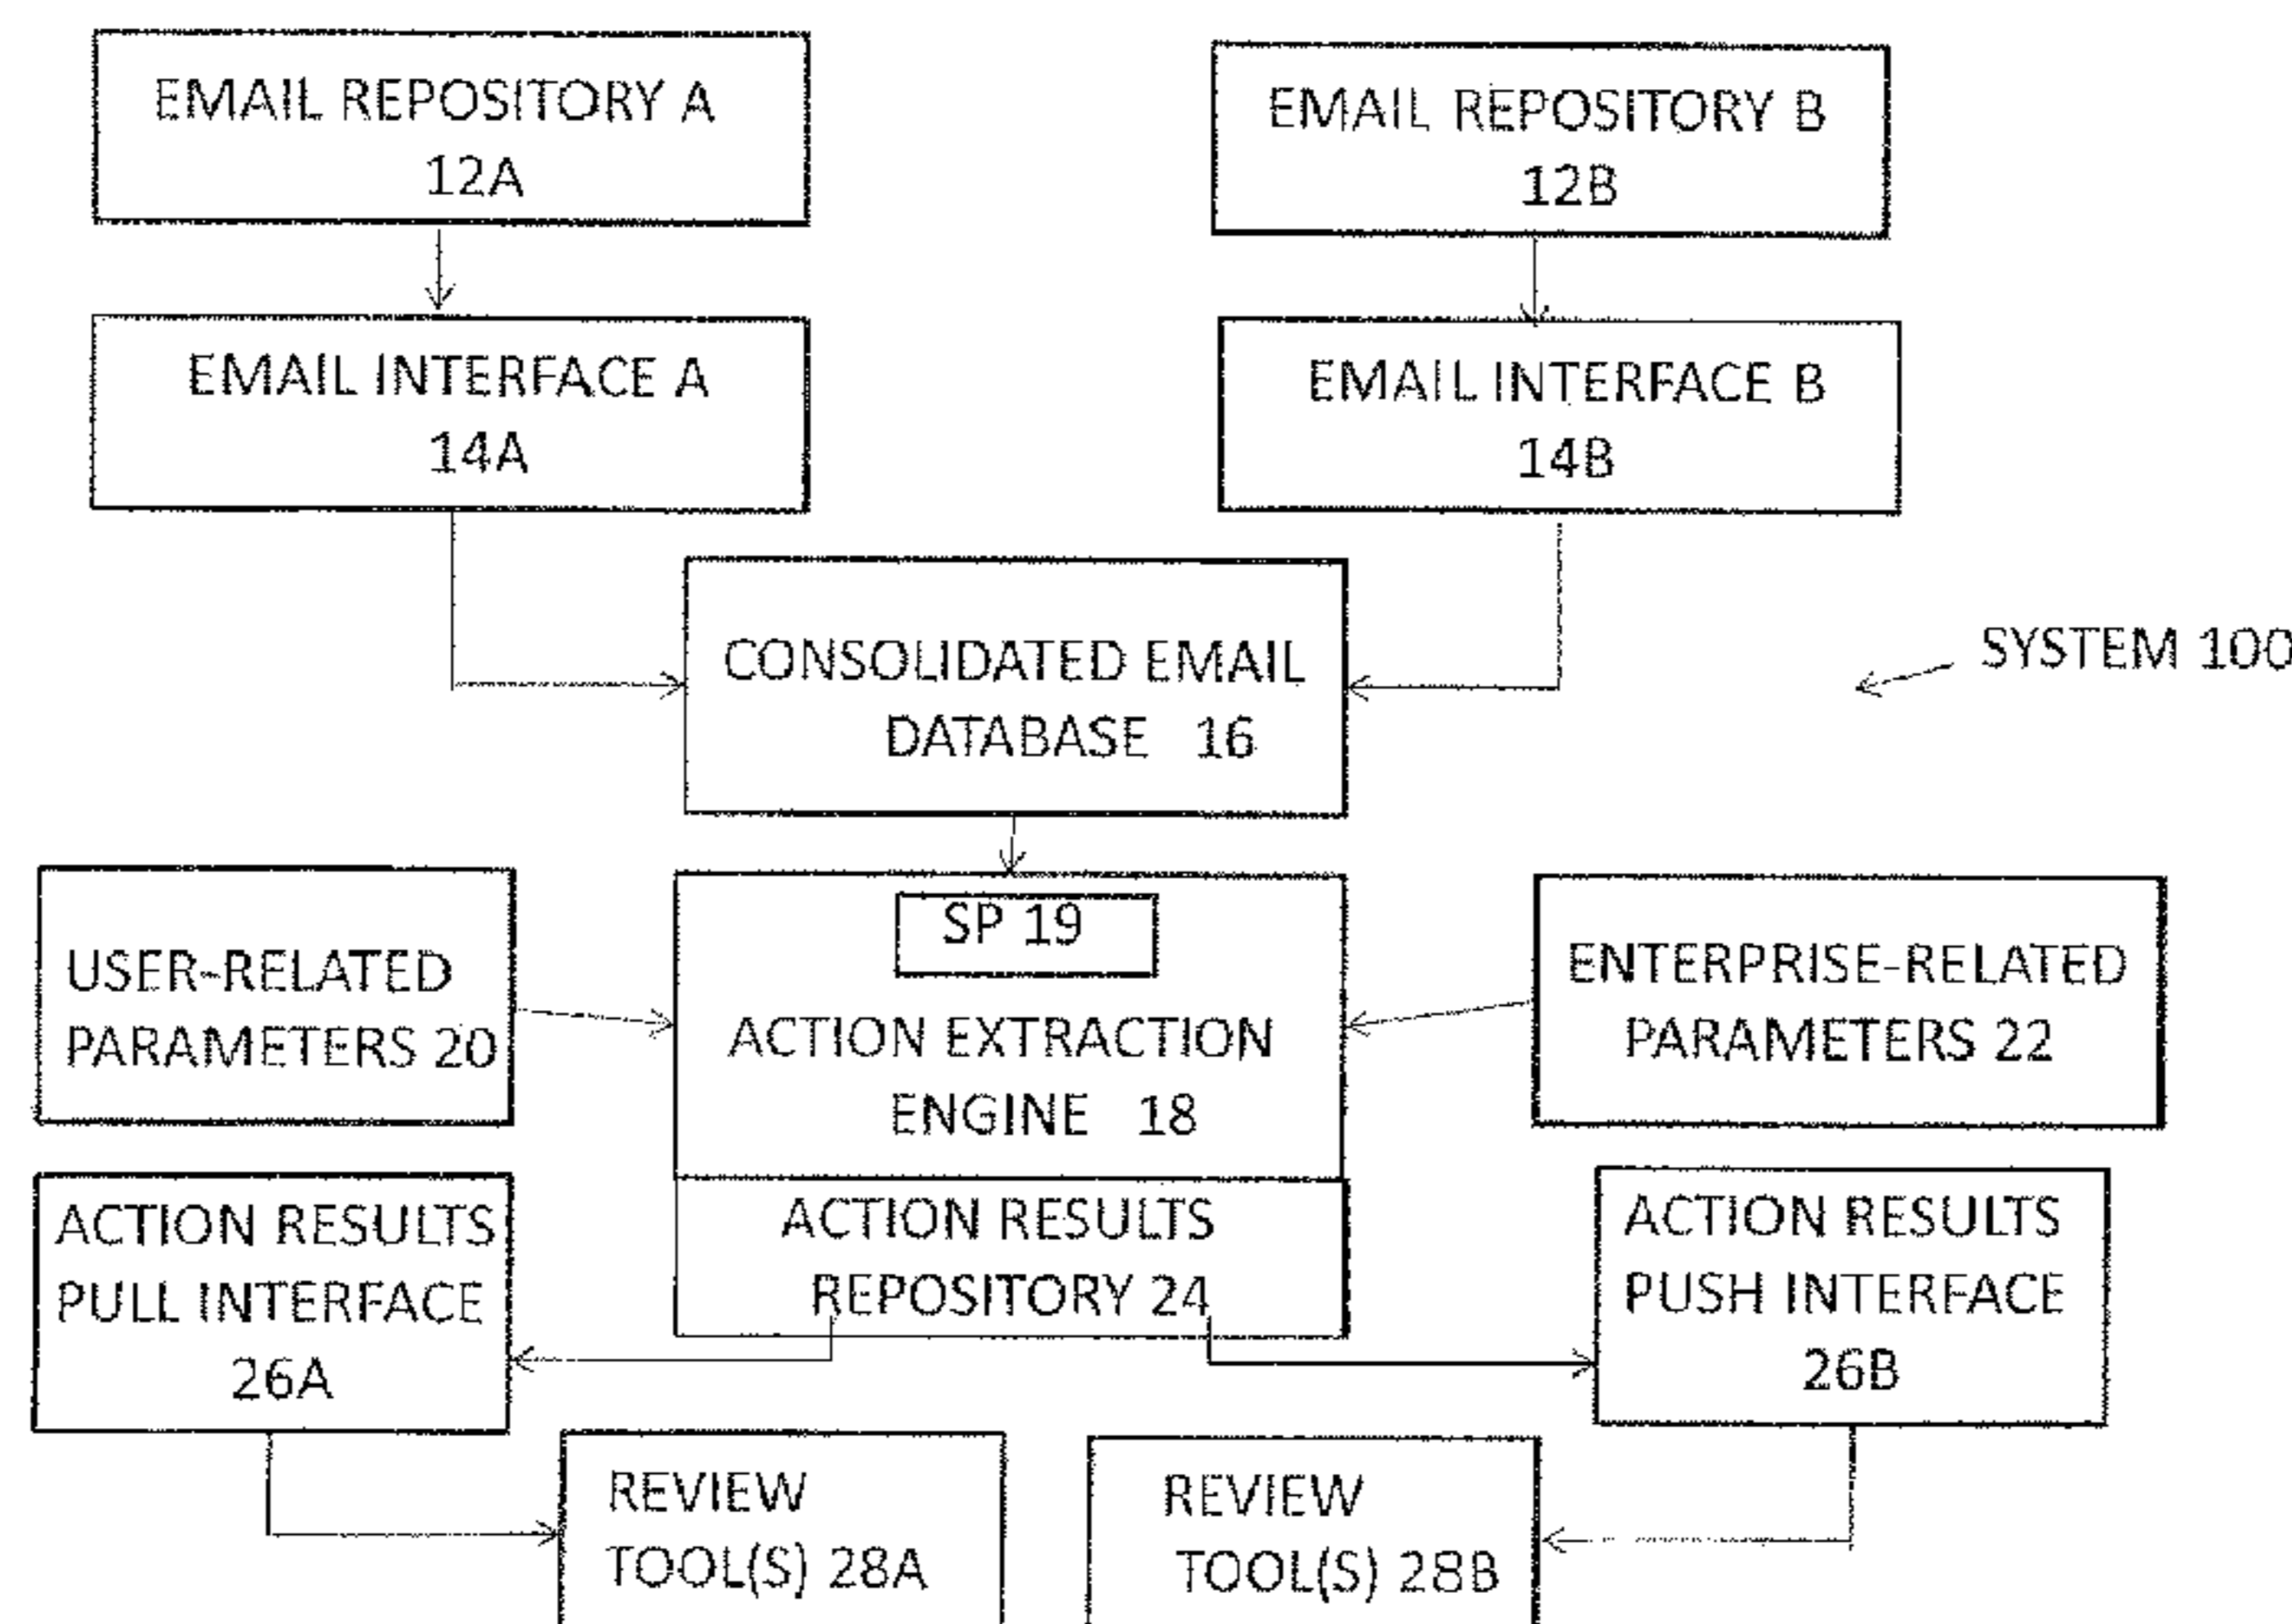 EMAIL REPOSITORY A
12A
EMAIL REPOSITORY B
12B
EMAIL INTERFACE A
14A
EMAIL INTERFACE B
14B
CONSOLIDATED EMAIL
DATABASE 16
SYSTEM 100
SP 19
USER-RELATED
PARAMETERS 20
ACTION EXTRACTION
ENGINE 18
ENTERPRISE-RELATED
PARAMETERS 22
ACTION RESULTS
PULL INTERFACE
26A
ACTION RESULTS
REPOSITORY 24
ACTION RESULTS
PUSH INTERFACE
26B
REVIEW
TOOL(S) 28A
REVIEW
TOOL(S) 28B